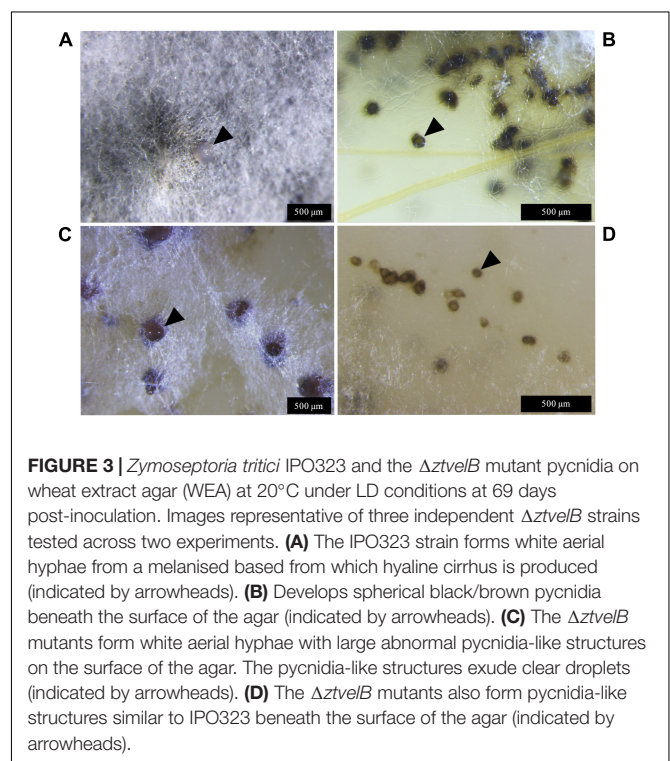 A
B
500 µm
500 µm
C
D
500 µm
500 µm
FIGURE 3 | Zymoseptoria tritici IPO323 and the ΔztvelB mutant pycnidia on
wheat extract agar (WEA) at 20°C under LD conditions at 69 days
post-inoculation. Images representative of three independent ΔztvelB strains
tested across two experiments. (A) The IPO323 strain forms white aerial
hyphae from a melanised based from which hyaline cirrhus is produced
(indicated by arrowheads). (B) Develops spherical black/brown pycnidia
beneath the surface of the agar (indicated by arrowheads). (C) The ΔztvelB
mutants form white aerial hyphae with large abnormal pycnidia-like structures
on the surface of the agar. The pycnidia-like structures exude clear droplets
(indicated by arrowheads). (D) The ΔztvelB mutants also form pycnidia-like
structures similar to IPO323 beneath the surface of the agar (indicated by
arrowheads).